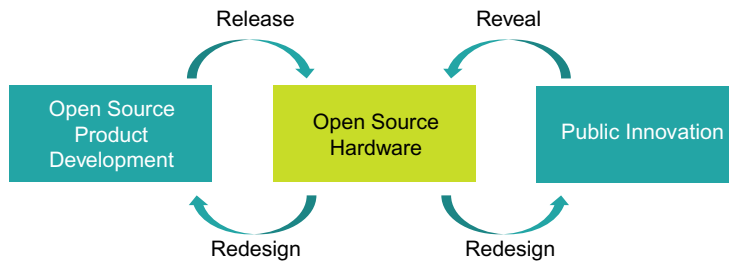 Release
Reveal
Open Source
Product
Development
Open Source
Hardware
Public Innovation
Redesign
Redesign